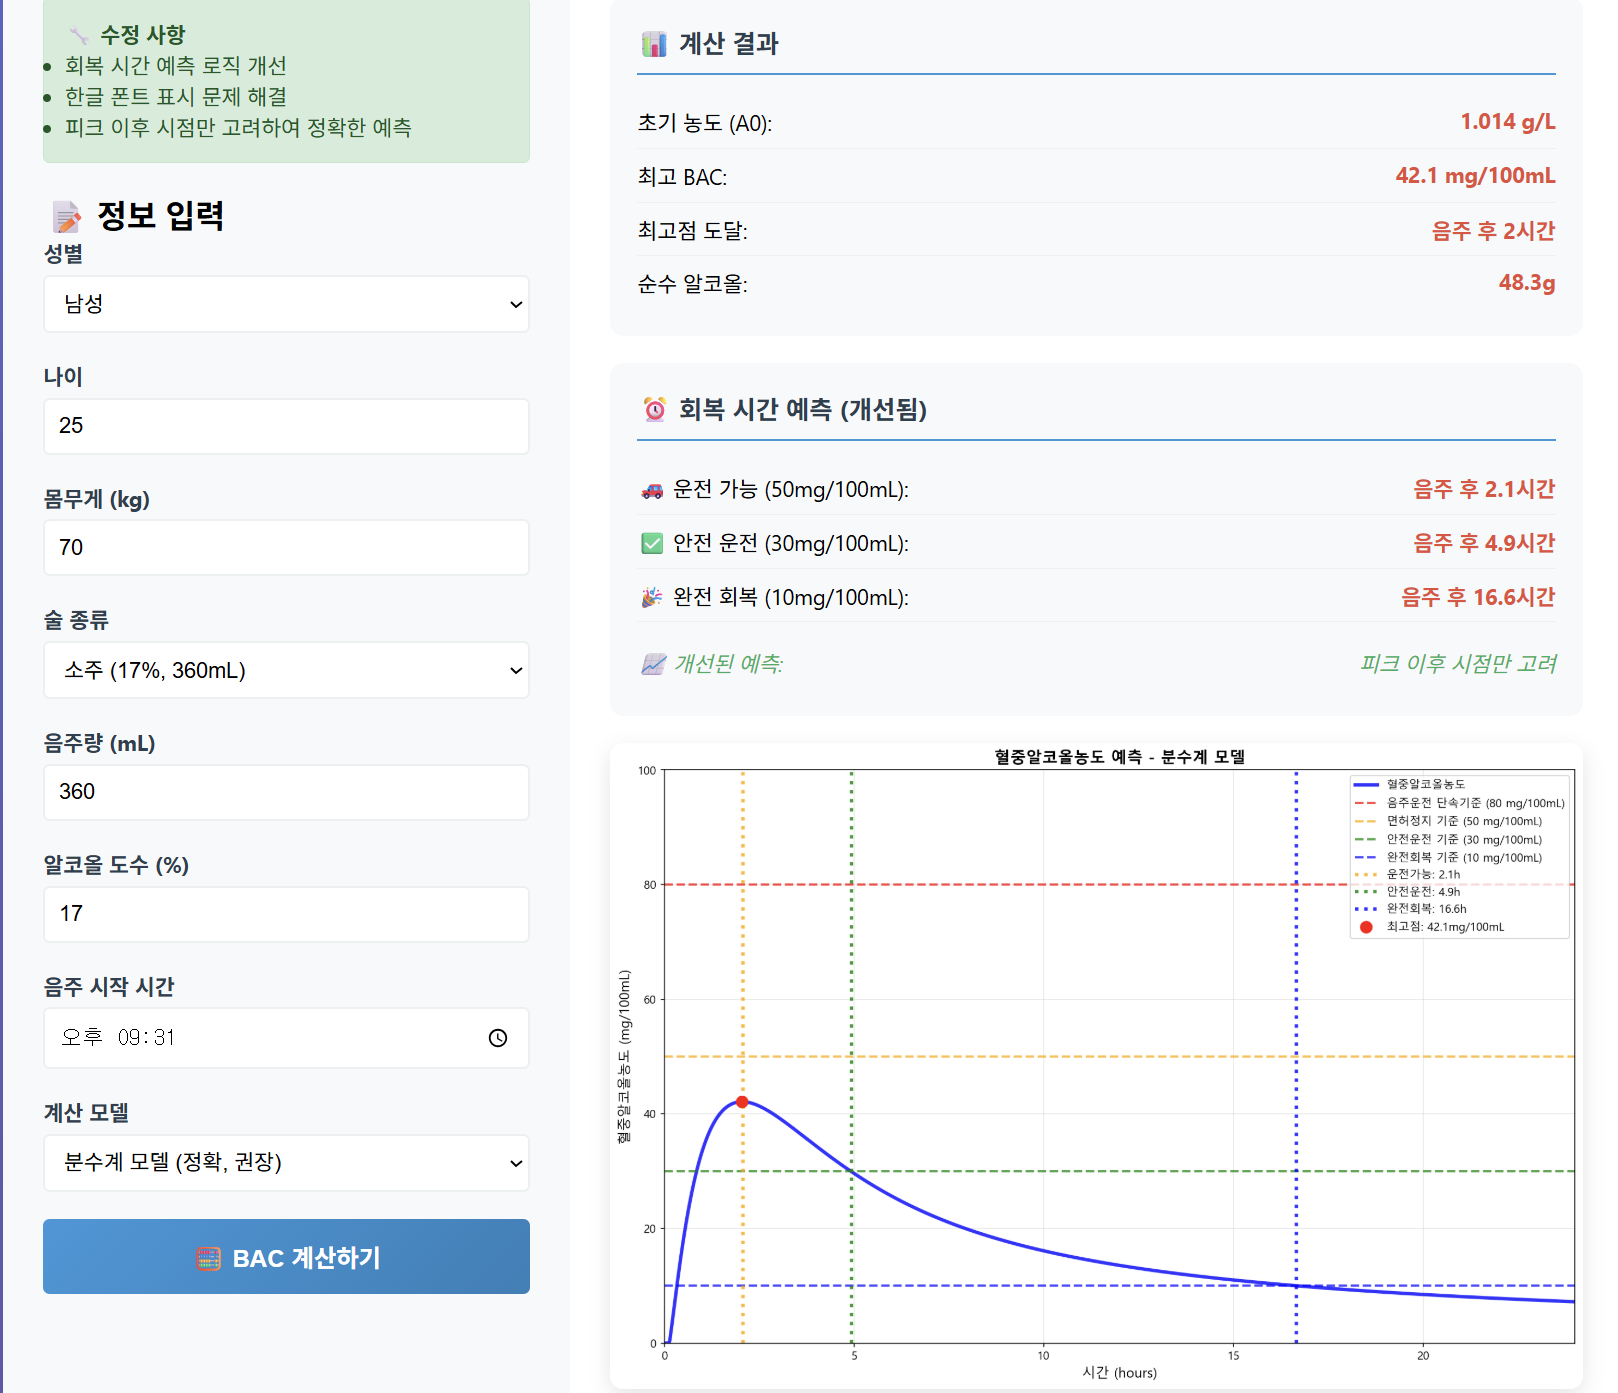 수정 사항
회복 시간 예측 로직 개선
한글 폰트 표시 문제 해결
피크 이후 시점만 고려하여 정확한 예측
정보 입력
성별
남성
나이
25
몸무게 (kg)
70
술 종류
소주 (17%, 360mL)
음주량 (mL)
360
알코올 도수 (%)
17
음주 시작 시간
오후 09:31
계산 모델
분수계 모델 (정확, 권장)
BAC 계산하기
계산 결과
초기 농도 (A0): 1.014 g/L
최고 BAC: 42.1 mg/100mL
최고점 도달: 음주 후 2시간
순수 알코올: 48.3g
회복 시간 예측 (개선됨)
운전 가능 (50mg/100mL): 음주 후 2.1시간
안전 운전 (30mg/100mL): 음주 후 4.9시간
완전 회복 (10mg/100mL): 음주 후 16.6시간
개선된 예측: 피크 이후 시점만 고려
혈중알코올농도 예측 - 분수계 모델
혈중알코올농도 (mg/100mL)
100
80
60
40
20
0
혈중알코올농도
음주운전 단속기준 (80 mg/100mL)
면허정지 기준 (50 mg/100mL)
안전운전 기준 (30 mg/100mL)
완전회복 기준 (10 mg/100mL)
운전가능: 2.1h
안전운전: 4.9h
완전회복: 16.6h
최고점: 42.1mg/100mL
0 5 10 15 20
시간 (hours)